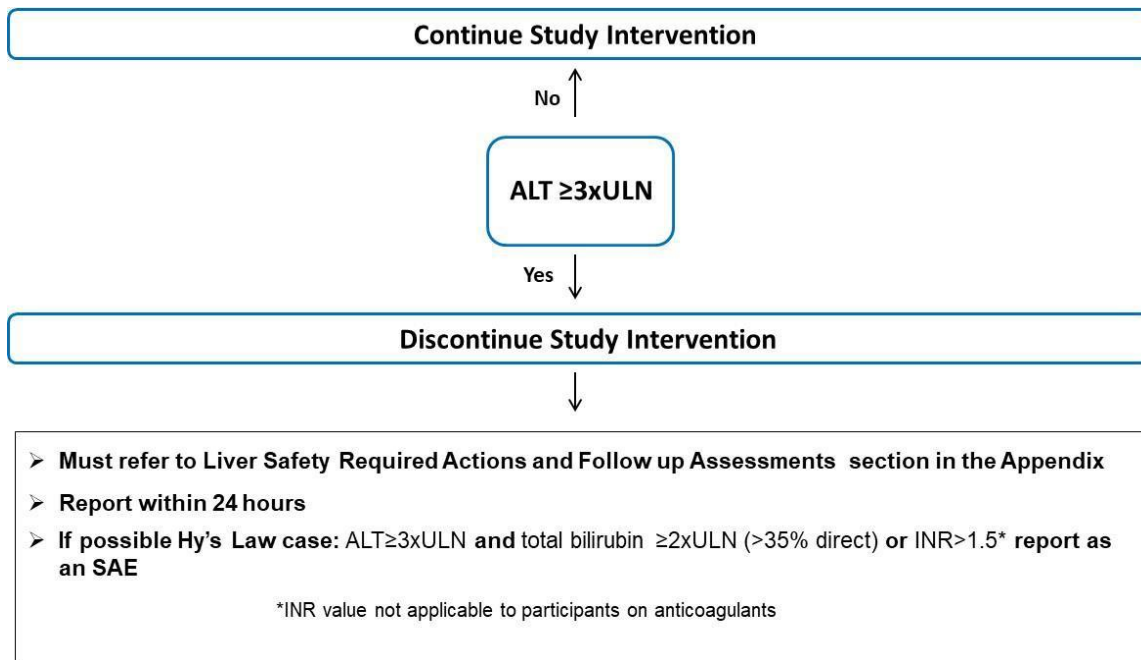 Continue Study Intervention
No
ALT ≥3xULN
Yes
Discontinue Study Intervention
➢ Must refer to Liver Safety Required Actions and Follow up Assessments section in the Appendix
➢ Report within 24 hours
➢ If possible Hy's Law case: ALT≥3xULN and total bilirubin ≥2xULN (>35% direct) or INR>1.5* report as
an SAE
*INR value not applicable to participants on anticoagulants